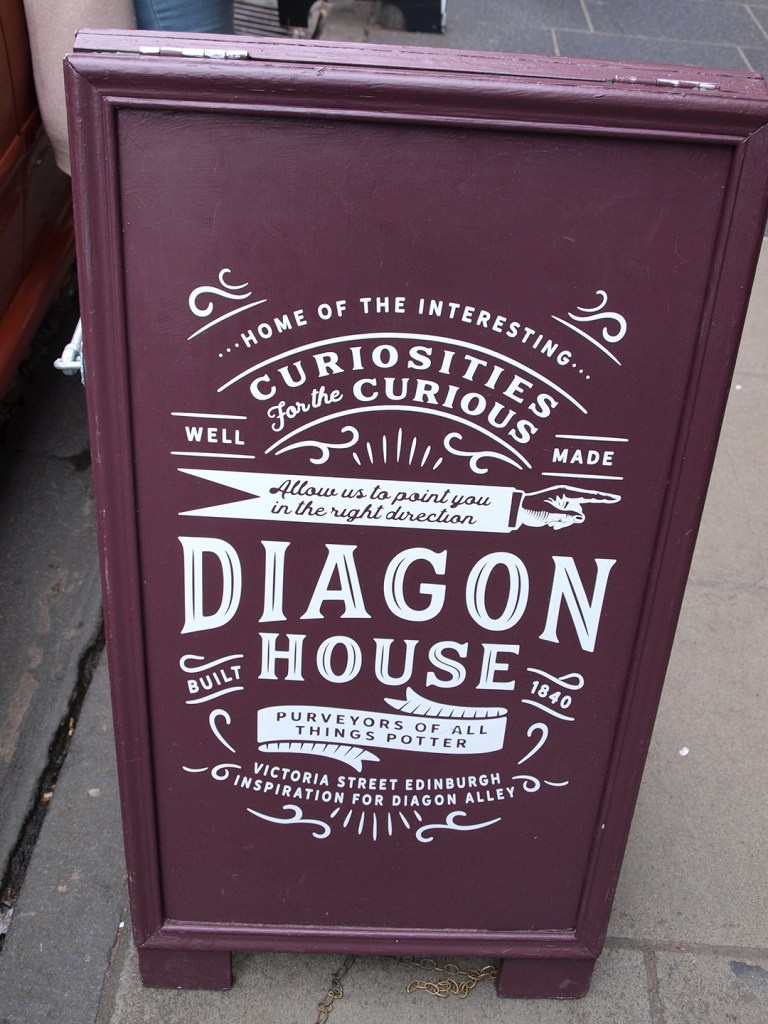 ...HOME OF THE INTERESTING...
CURIOSITIES
For the CURIOUS
WELL
MADE
Allow us to point you
in the right direction
DIAGON
HOUSE
BUILT
1840
PURVEYORS OF ALL
THINGS POTTER
VICTORIA STREET EDINBURGH
INSPIRATION FOR DIAGON ALLEY